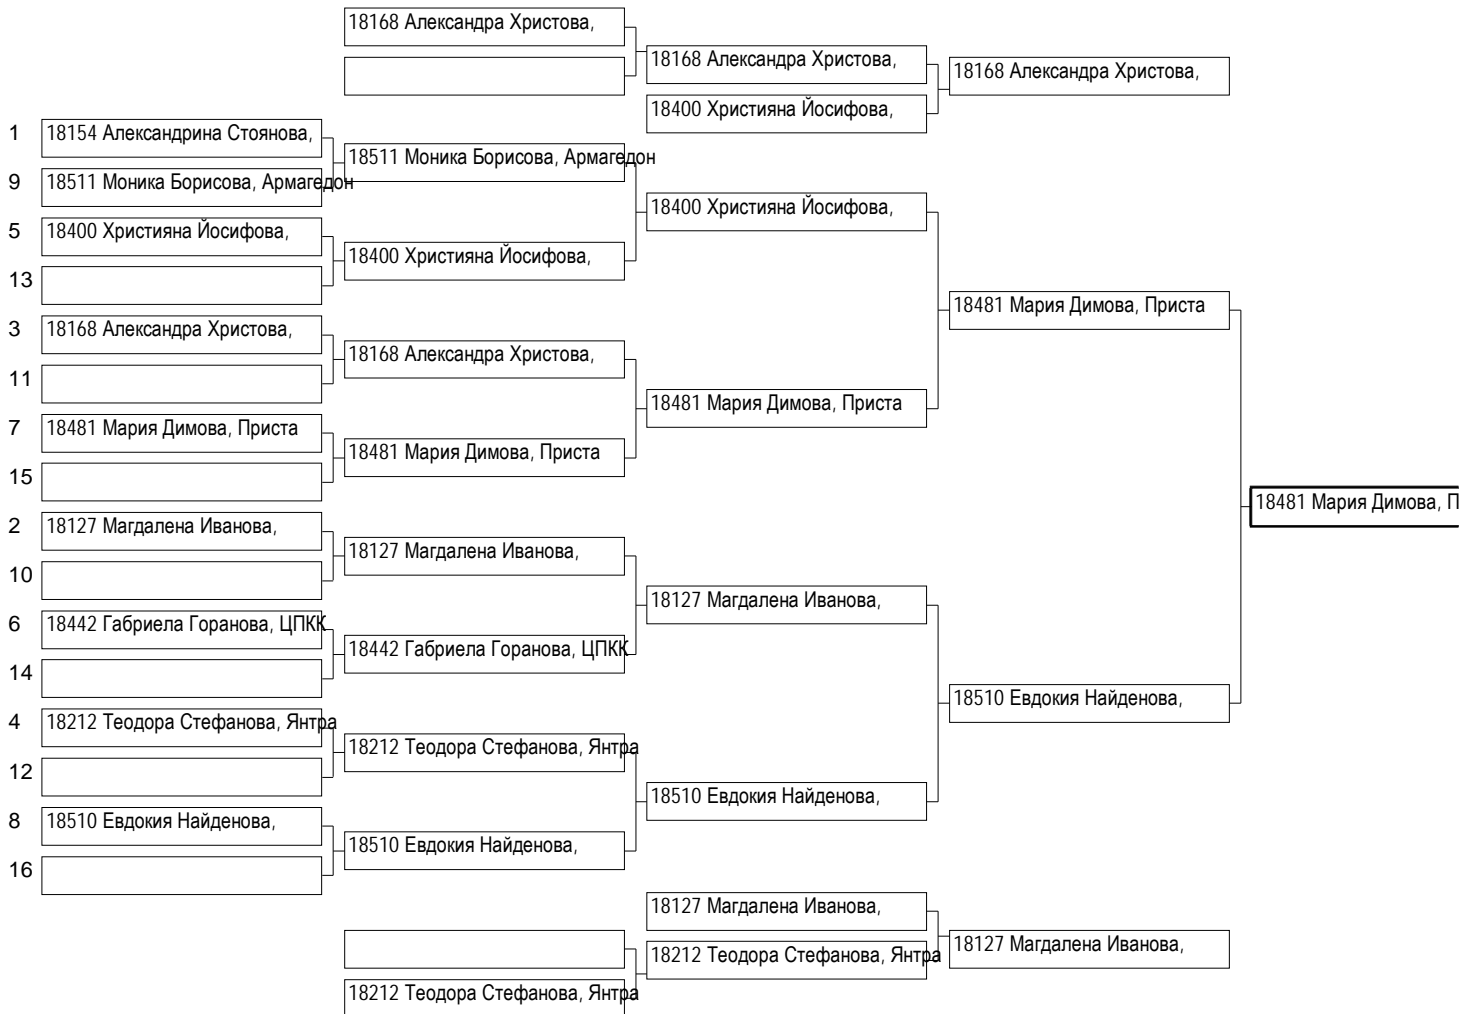 18168 Александра Христова,
18168 Александра Христова,
18168 Александра Христова,
18400 Християна Йосифова,
1 18154 Александрина Стоянова,
18511 Моника Борисова, Армагедон
9 18511 Моника Борисова, Армагедон
18400 Християна Йосифова,
5 18400 Християна Йосифова,
18400 Християна Йосифова,
13
18481 Мария Димова, Приста
3 18168 Александра Христова,
18168 Александра Христова,
11
18481 Мария Димова, Приста
7 18481 Мария Димова, Приста
18481 Мария Димова, Приста
15
18481 Мария Димова, П
2 18127 Магдалена Иванова,
18127 Магдалена Иванова,
10
18127 Магдалена Иванова,
6 18442 Габриела Горанова, ЦПКК
18442 Габриела Горанова, ЦПКК
14
18510 Евдокия Найденова,
4 18212 Теодора Стефанова, Янтра
18212 Теодора Стефанова, Янтра
12
18510 Евдокия Найденова,
8 18510 Евдокия Найденова,
18510 Евдокия Найденова,
16
18127 Магдалена Иванова,
18127 Магдалена Иванова,
18212 Теодора Стефанова, Янтра
18212 Теодора Стефанова, Янтра